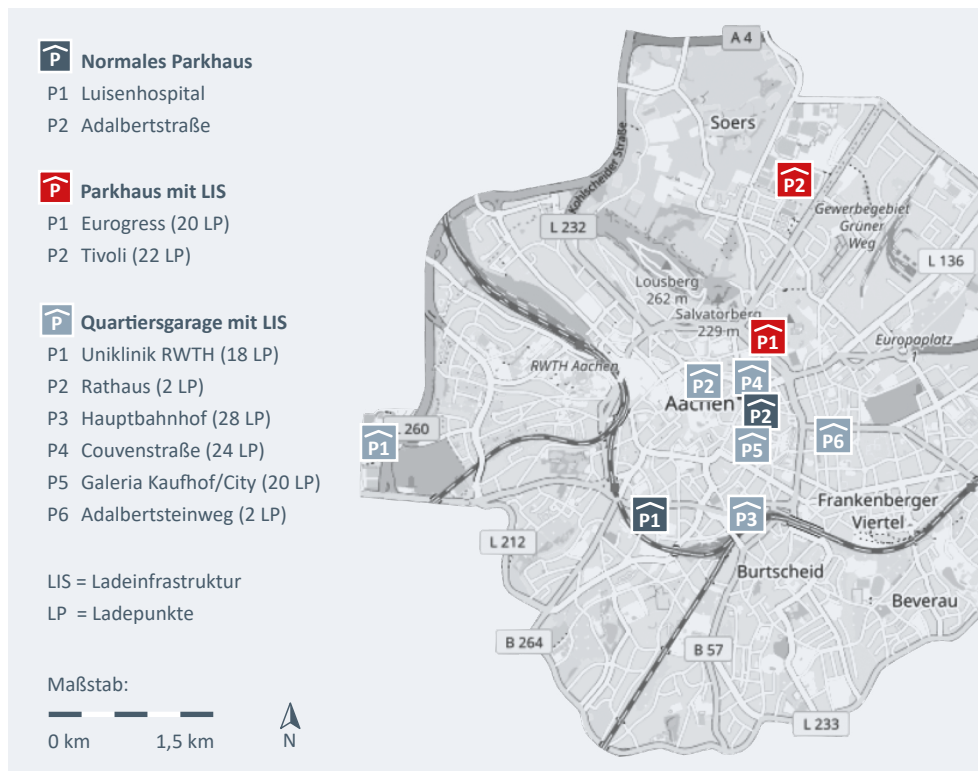 P Normales Parkhaus
P1 Luisenhospital
P2 Adalbertstraße
P Parkhaus mit LIS
P1 Eurogress (20 LP)
P2 Tivoli (22 LP)
P Quartiersgarage mit LIS
P1 Uniklinik RWTH (18 LP)
P2 Rathaus (2 LP)
P3 Hauptbahnhof (28 LP)
P4 Couvenstraße (24 LP)
P5 Galeria Kaufhof/City (20 LP)
P6 Adalbertsteinweg (2 LP)
LIS = Ladeinfrastruktur
LP = Ladepunkte
Maßstab:
0 km 1,5 km
N
A 4
Soers
Kohlscheider Straße
P2
L 232
Gewerbegebiet
Grüner
Weg
L 136
Lousberg
262 m
Salvatorberg
229 m
P1
Europaplatz
RWTH Aachen
P2
P4
Aachen
P2
260
P1
P5
P6
Frankenberger
Viertel
P1
P3
L 212
Burtscheid
Beverau
B 264
B 57
L 233